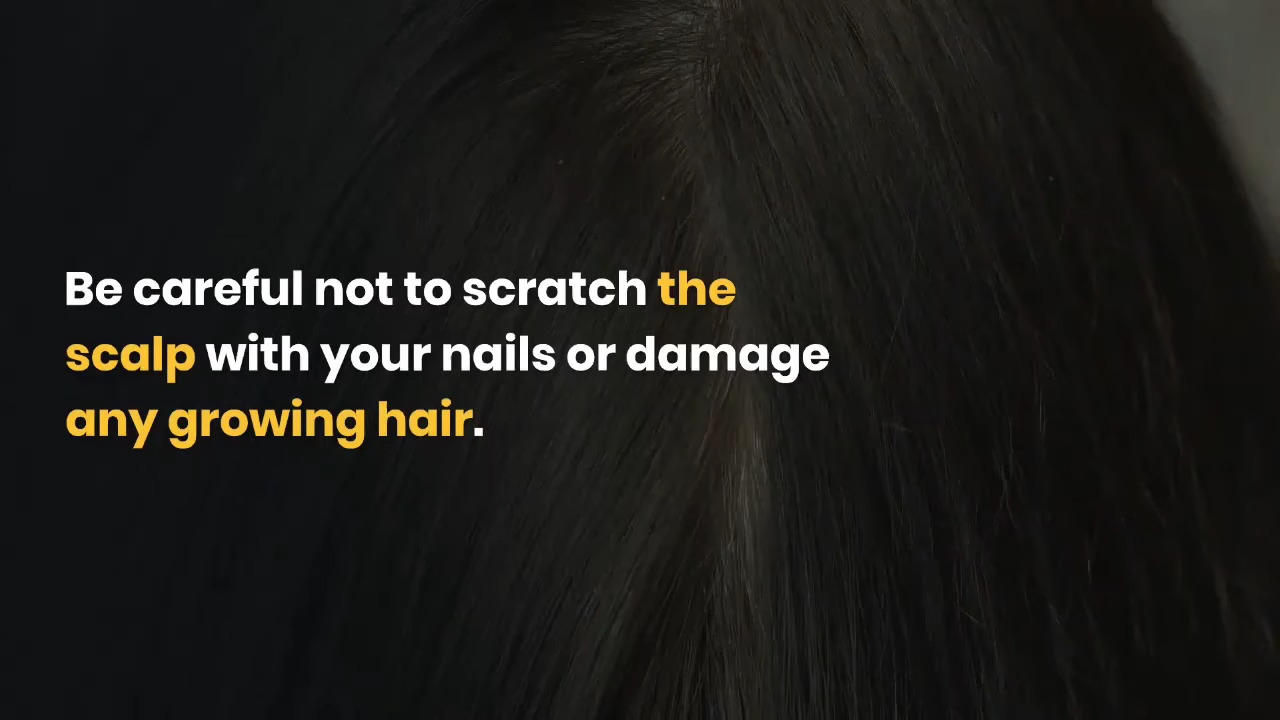 Be careful not to scratch the
scalp with your nails or damage
any growing hair.